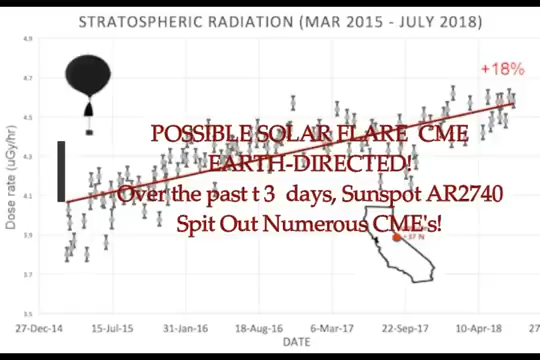 STRATOSPHERIC RADIATION (MAR 2015 - JULY 2018)
4.9
+18%
4.7
4.5
POSSIBLE SOLAR FLARE CME
EARTH-DIRECTED!
Over the past t 3 days, Sunspot AR2740
Spit Out Numerous CME's!
4.3
4.1
3.9
3.7
3.5
Dose rate (uGy/hr)
37 N
27-Dec-14 15-Jul-15 31-Jan-16 18-Aug-16 6-Mar-17 22-Sep-17 10-Apr-18 27
DATE